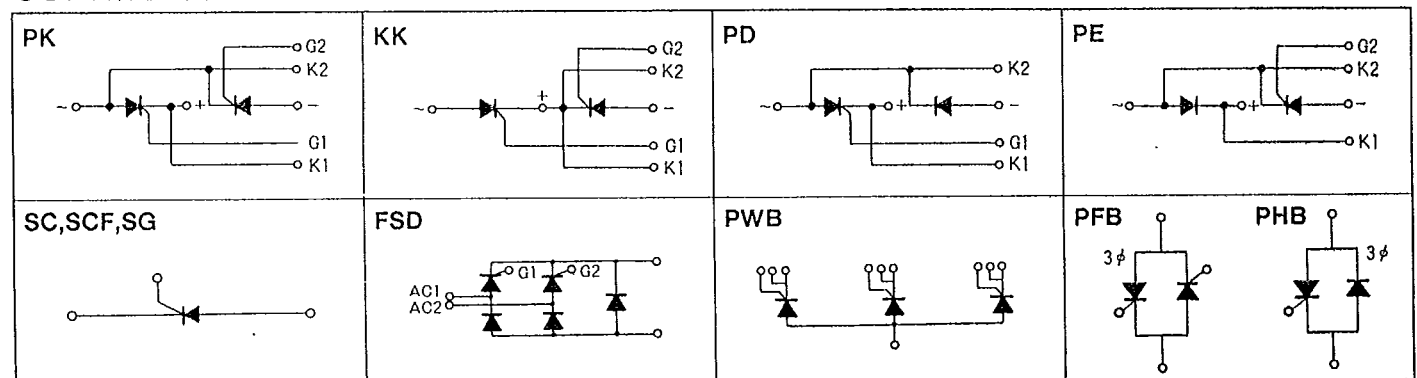 PK
G2
K2
~
+
-
G1
K1
KK
G2
K2
~
+
-
G1
K1
PD
K2
~
+
-
G1
K1
PE
G2
K2
~
+
-
K1
SC,SCF,SG
FSD
G1
G2
AC1
AC2
PWB
PFB
3φ
PHB
3φ